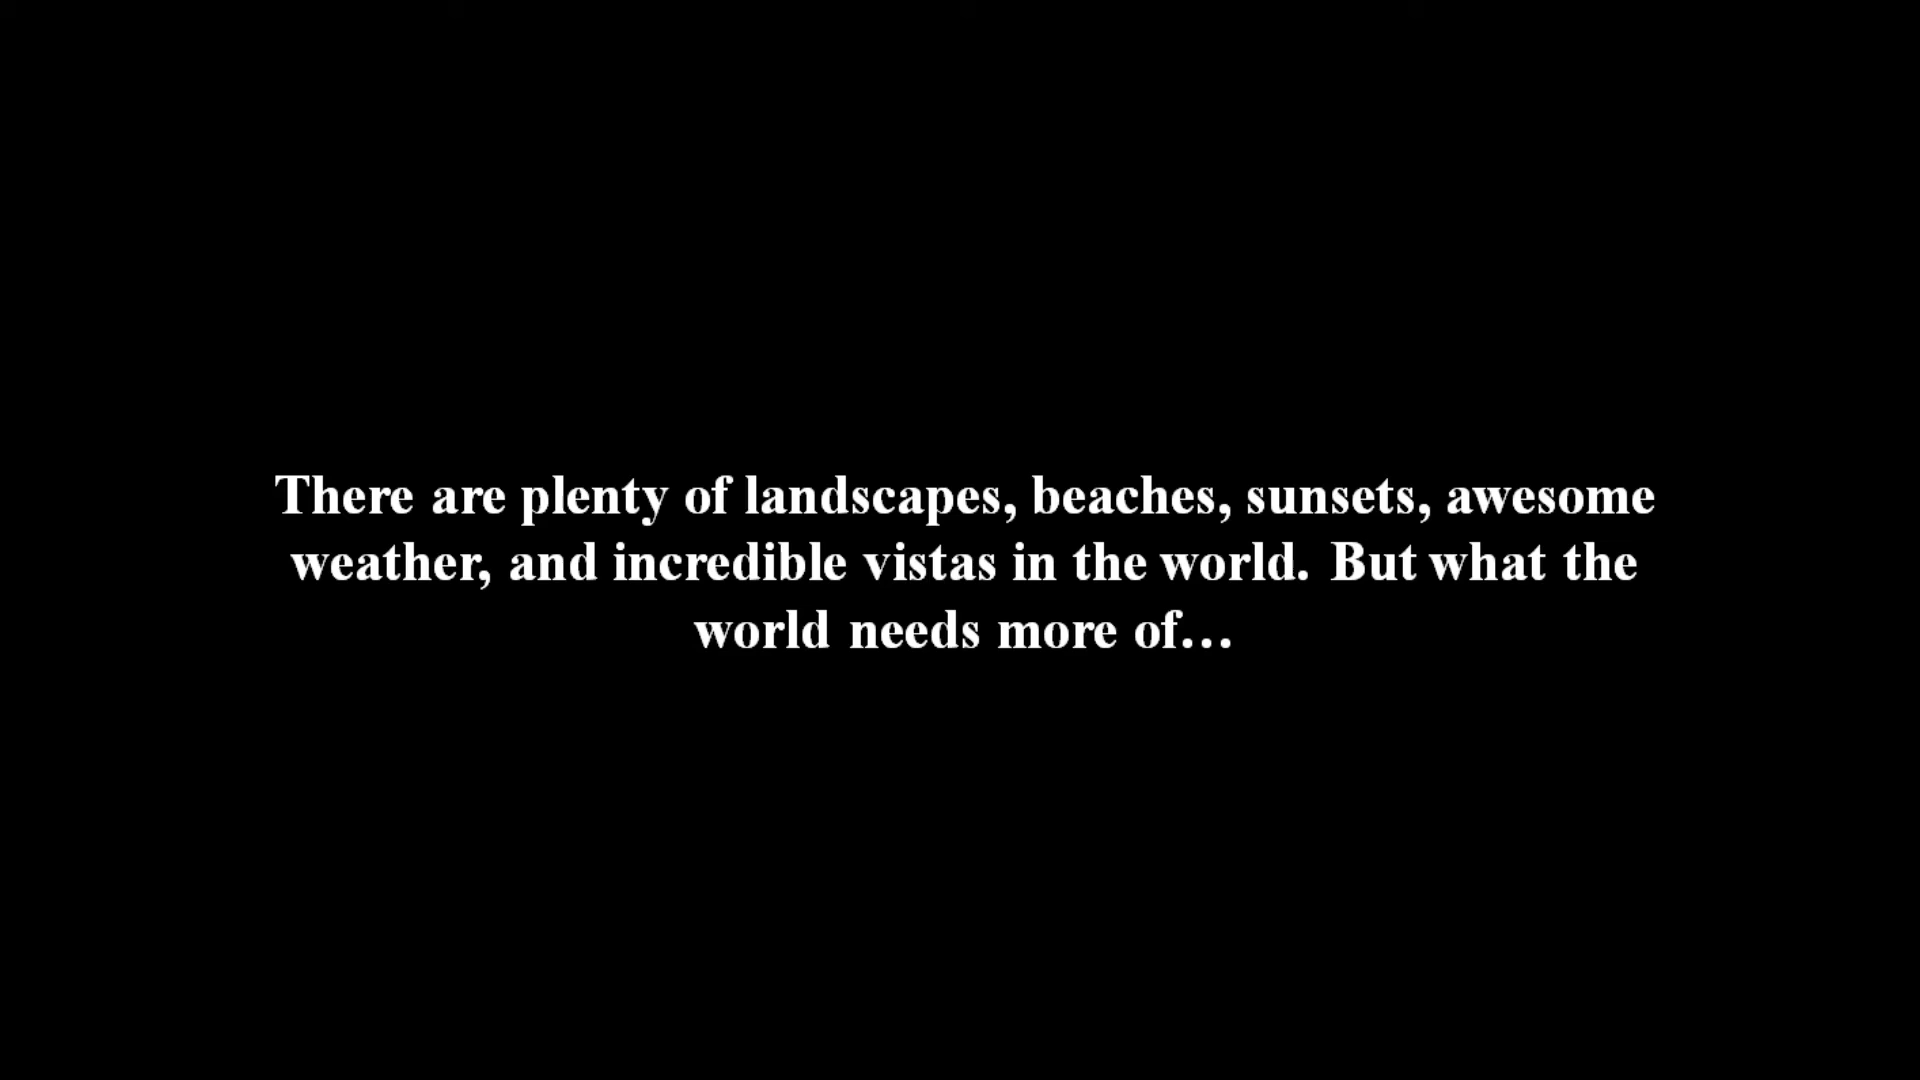 There are plenty of landscapes, beaches, sunsets, awesome
weather, and incredible vistas in the world. But what the
world needs more of…